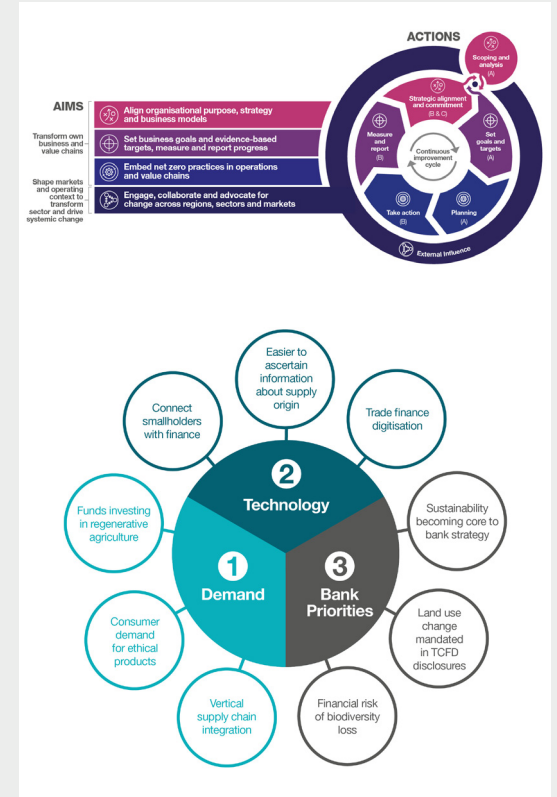 ACTIONS
Scoping and
analysis
(A)
Strategic alignment
and commitment
(B & C)
AIMS
Align organisational purpose, strategy
and business models
Transform own
business and
value chains
Set business goals and evidence-based
targets, measure and report progress
Measure
and
report
(B)
Continuous
improvement
cycle
Set
goals and
targets
(A)
Embed net zero practices in operations
and value chains
Shape markets
and operating
context to
transform
sector and drive
systemic change
Engage, collaborate and advocate for
change across regions, sectors and markets
Take action
(B)
Planning
(A)
External Influence
Easier to
ascertain
information
about supply
origin
Connect
smallholders
with finance
Trade finance
digitisation
2
Technology
Funds investing
in regenerative
agriculture
Sustainability
becoming core to
bank strategy
1
Demand
3
Bank
Priorities
Consumer
demand
for ethical
products
Land use
change
mandated
in TCFD
disclosures
Vertical
supply chain
integration
Financial risk
of biodiversity
loss